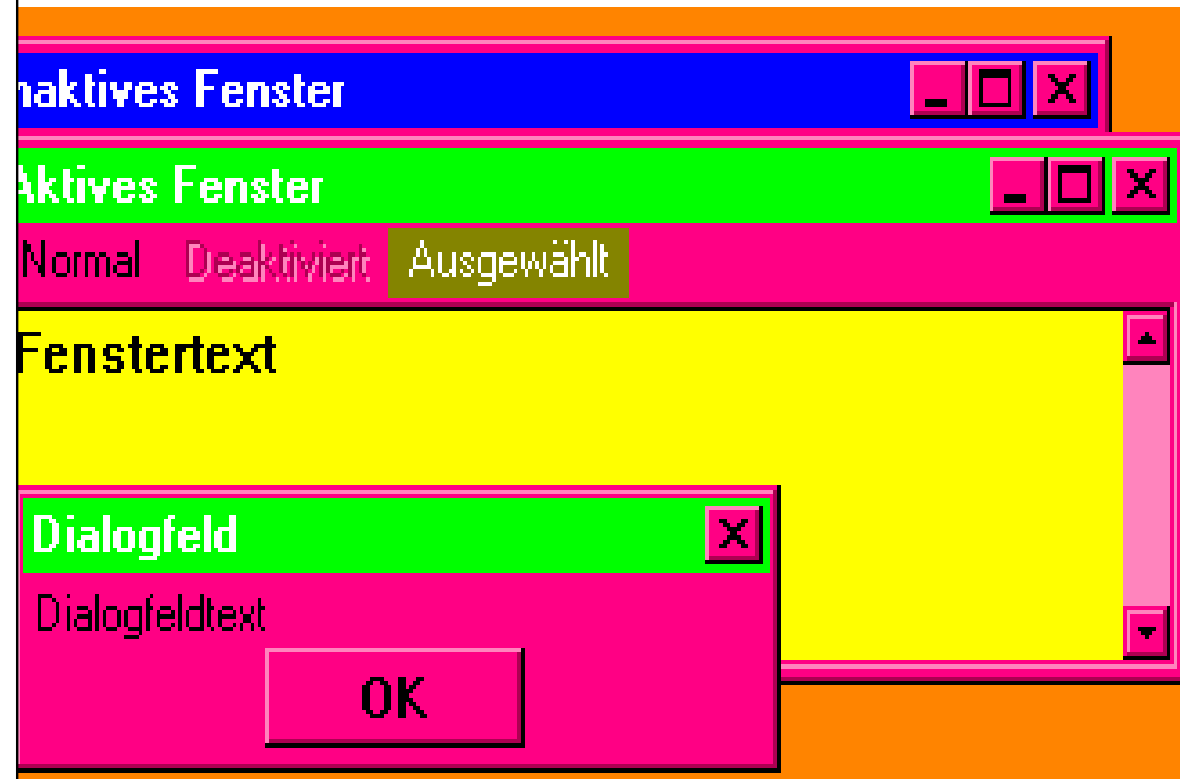 naktives Fenster
Aktives Fenster
Normal Deaktiviert Ausgewählt
Fenstertext
Dialogfeld
Dialogfeldtext
OK